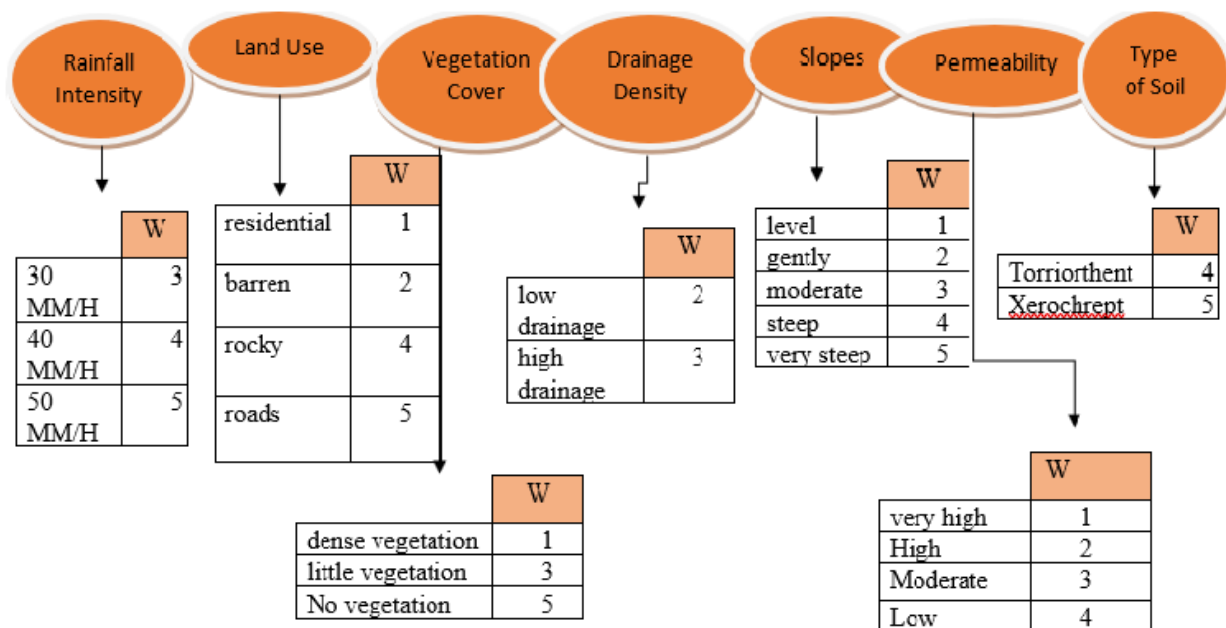 Rainfall
Intensity
Land Use
Vegetation
Cover
Drainage
Density
Slopes
Permeability
Type
of Soil
W
30
MM/H
3
40
MM/H
4
50
MM/H
5
W
residential 1
barren 2
rocky 4
roads 5
W
dense vegetation 1
little vegetation 3
No vegetation 5
W
low
drainage
2
high
drainage
3
W
level 1
gently 2
moderate 3
steep 4
very steep 5
W
very high 1
High 2
Moderate 3
Low 4
W
Torriorthent 4
Xerochrept 5